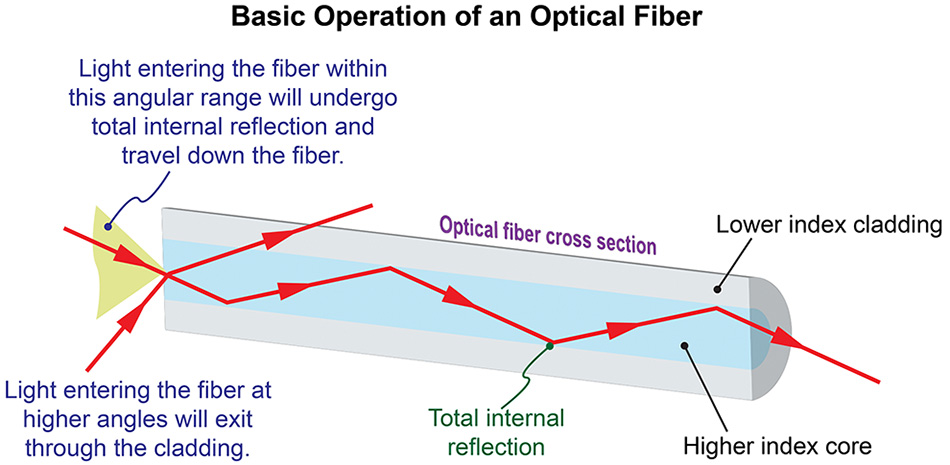 Basic Operation of an Optical Fiber
Light entering the fiber within
this angular range will undergo
total internal reflection and
travel down the fiber.
Optical fiber cross section
Lower index cladding
Light entering the fiber at
higher angles will exit
through the cladding.
Total internal
reflection
Higher index core